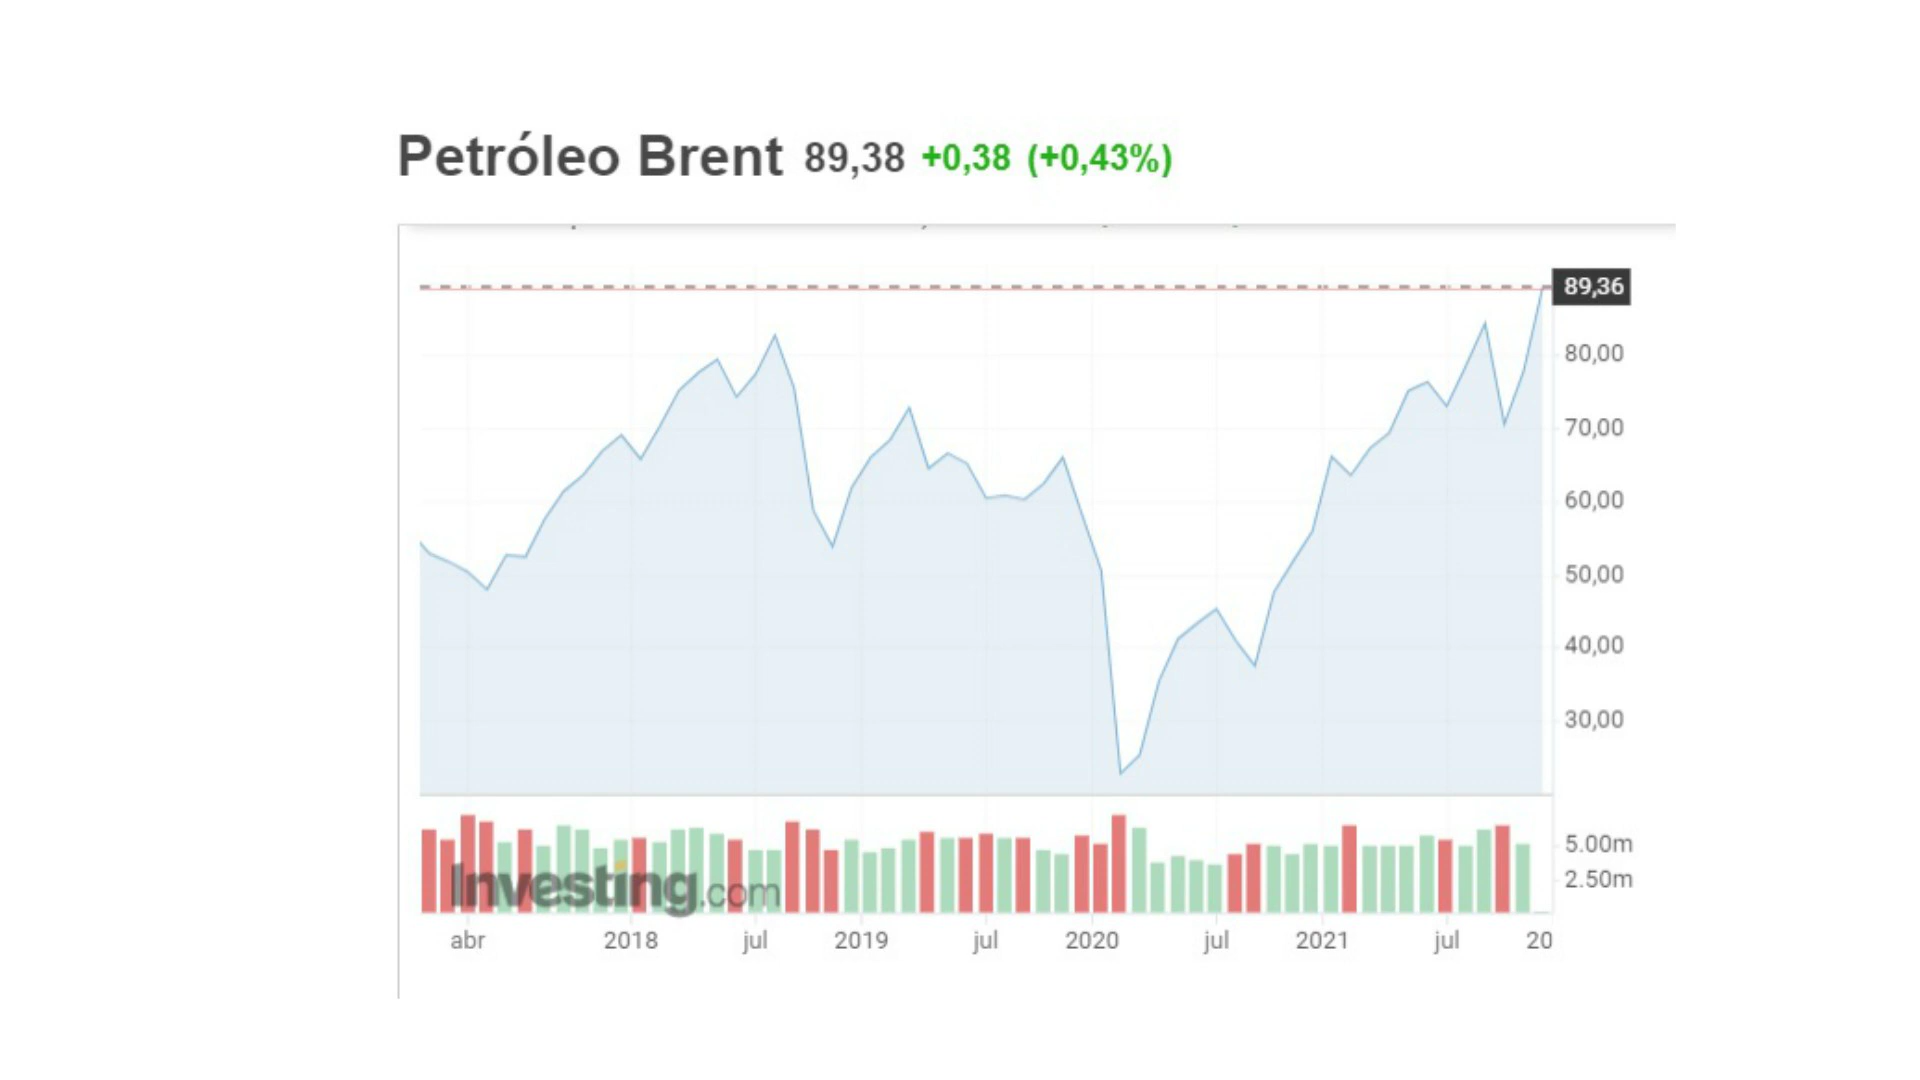 Petróleo Brent 89,38 +0,38 (+0,43%)
89,36
80,00
70,00
60,00
50,00
40,00
30,00
5.00m
2.50m
Investing.com
abr 2018 jul 2019 jul 2020 jul 2021 jul 20